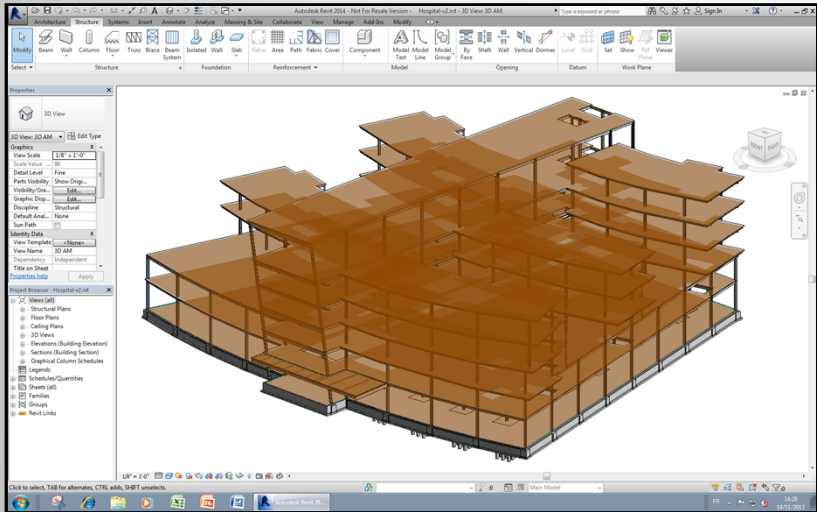 Autodesk Revit 2014 - Not For Resale Version - Hospital-v2.rvt - 3D View: 3D AM
Type a keyword or phrase
Sign In
Architecture Structure Systems Insert Annotate Analyze Massing & Site Collaborate View Manage Add-Ins Modify
Modify Beam Wall Column Floor Truss Brace Beam System Isolated Wall Slab Rebar Area Path Fabric Cover Component Model Text Model Line Model Group By Face Shaft Wall Vertical Dormer Level Grid Set Show Ref Plane Viewer
Select Structure Foundation Reinforcement Model Opening Datum Work Plane
Properties
3D View
3D View: 3D AM Edit Type
Graphics
View Scale 1/8" = 1'-0"
Scale Value ... 96
Detail Level Fine
Parts Visibility Show Origi...
Visibility/Gra... Edit...
Graphic Disp... Edit...
Discipline Structural
Default Anal... None
Sun Path
Identity Data
View Template <None>
View Name 3D AM
Dependency Independent
Title on Sheet
Properties help Apply
Project Browser - Hospital-v2.rvt
Views (all)
Structural Plans
Floor Plans
Ceiling Plans
3D Views
Elevations (Building Elevation)
Sections (Building Section)
Graphical Column Schedules
Legends
Schedules/Quantities
Sheets (all)
Families
Groups
Revit Links
FRONT RIGHT
1/8" = 1'-0"
Click to select, TAB for alternates, CTRL adds, SHIFT unselects.
:0 Main Model :0
Autodesk Revit 20...
FR 14:28
14/11/2013